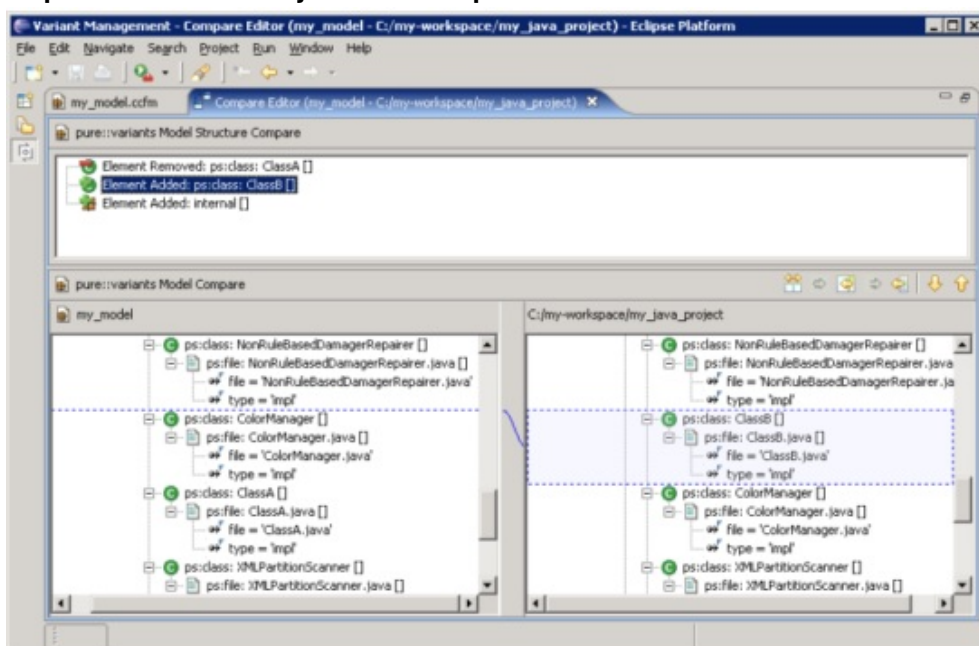 Variant Management - Compare Editor (my_model - C:/my-workspace/my_java_project) - Eclipse Platform
File Edit Navigate Search Project Run Window Help
my_model.ccfm
Compare Editor (my_model - C:/my-workspace/my_java_project)
pure::variants Model Structure Compare
Element Removed: ps:class: ClassA []
Element Added: ps:class: ClassB []
Element Added: internal []
pure::variants Model Compare
my_model
C:/my-workspace/my_java_project
ps:class: NonRuleBasedDamagerRepairer []
ps:file: NonRuleBasedDamagerRepairer.java []
file = 'NonRuleBasedDamagerRepairer.java'
type = 'impl'
ps:class: ColorManager []
ps:file: ColorManager.java []
file = 'ColorManager.java'
type = 'impl'
ps:class: ClassA []
ps:file: ClassA.java []
file = 'ClassA.java'
type = 'impl'
ps:class: XMLPartitionScanner []
ps:file: XMLPartitionScanner.java []
ps:class: NonRuleBasedDamagerRepairer []
ps:file: NonRuleBasedDamagerRepairer.java
file = 'NonRuleBasedDamagerRepairer.ja
type = 'impl'
ps:class: ClassB []
ps:file: ClassB.java []
file = 'ClassB.java'
type = 'impl'
ps:class: ColorManager []
ps:file: ColorManager.java []
file = 'ColorManager.java'
type = 'impl'
ps:class: XMLPartitionScanner []
ps:file: XMLPartitionScanner.java []